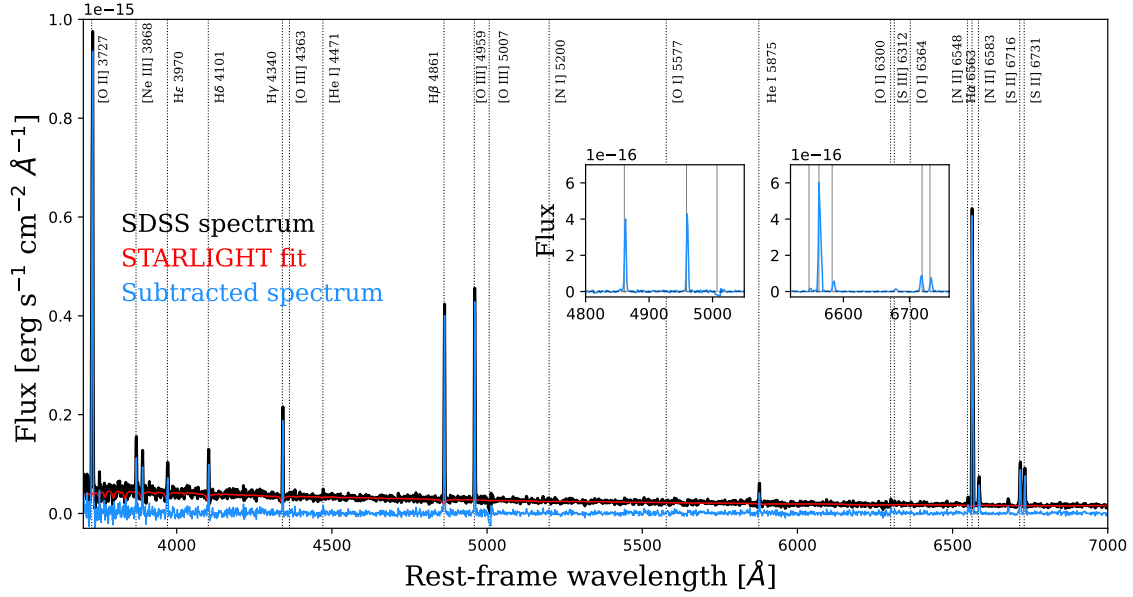 1e−15
[O II] 3727
[Ne III] 3868
Hε 3970
Hδ 4101
Hγ 4340
[O III] 4363
[He I] 4471
Hβ 4861
[O III] 4959
[O III] 5007
[N I] 5200
[O I] 5577
He I 5875
[O I] 6300
[S III] 6312
[O I] 6364
[N II] 6548
Hα 6563
[N II] 6583
[S II] 6716
[S II] 6731
1.0
0.8
0.6
0.4
0.2
0.0
Flux [erg s⁻¹ cm⁻² Å⁻¹]
SDSS spectrum
STARLIGHT fit
Subtracted spectrum
1e−16
6
4
2
0
Flux
4800 4900 5000
1e−16
6
4
2
0
6600 6700
4000 4500 5000 5500 6000 6500 7000
Rest-frame wavelength [Å]